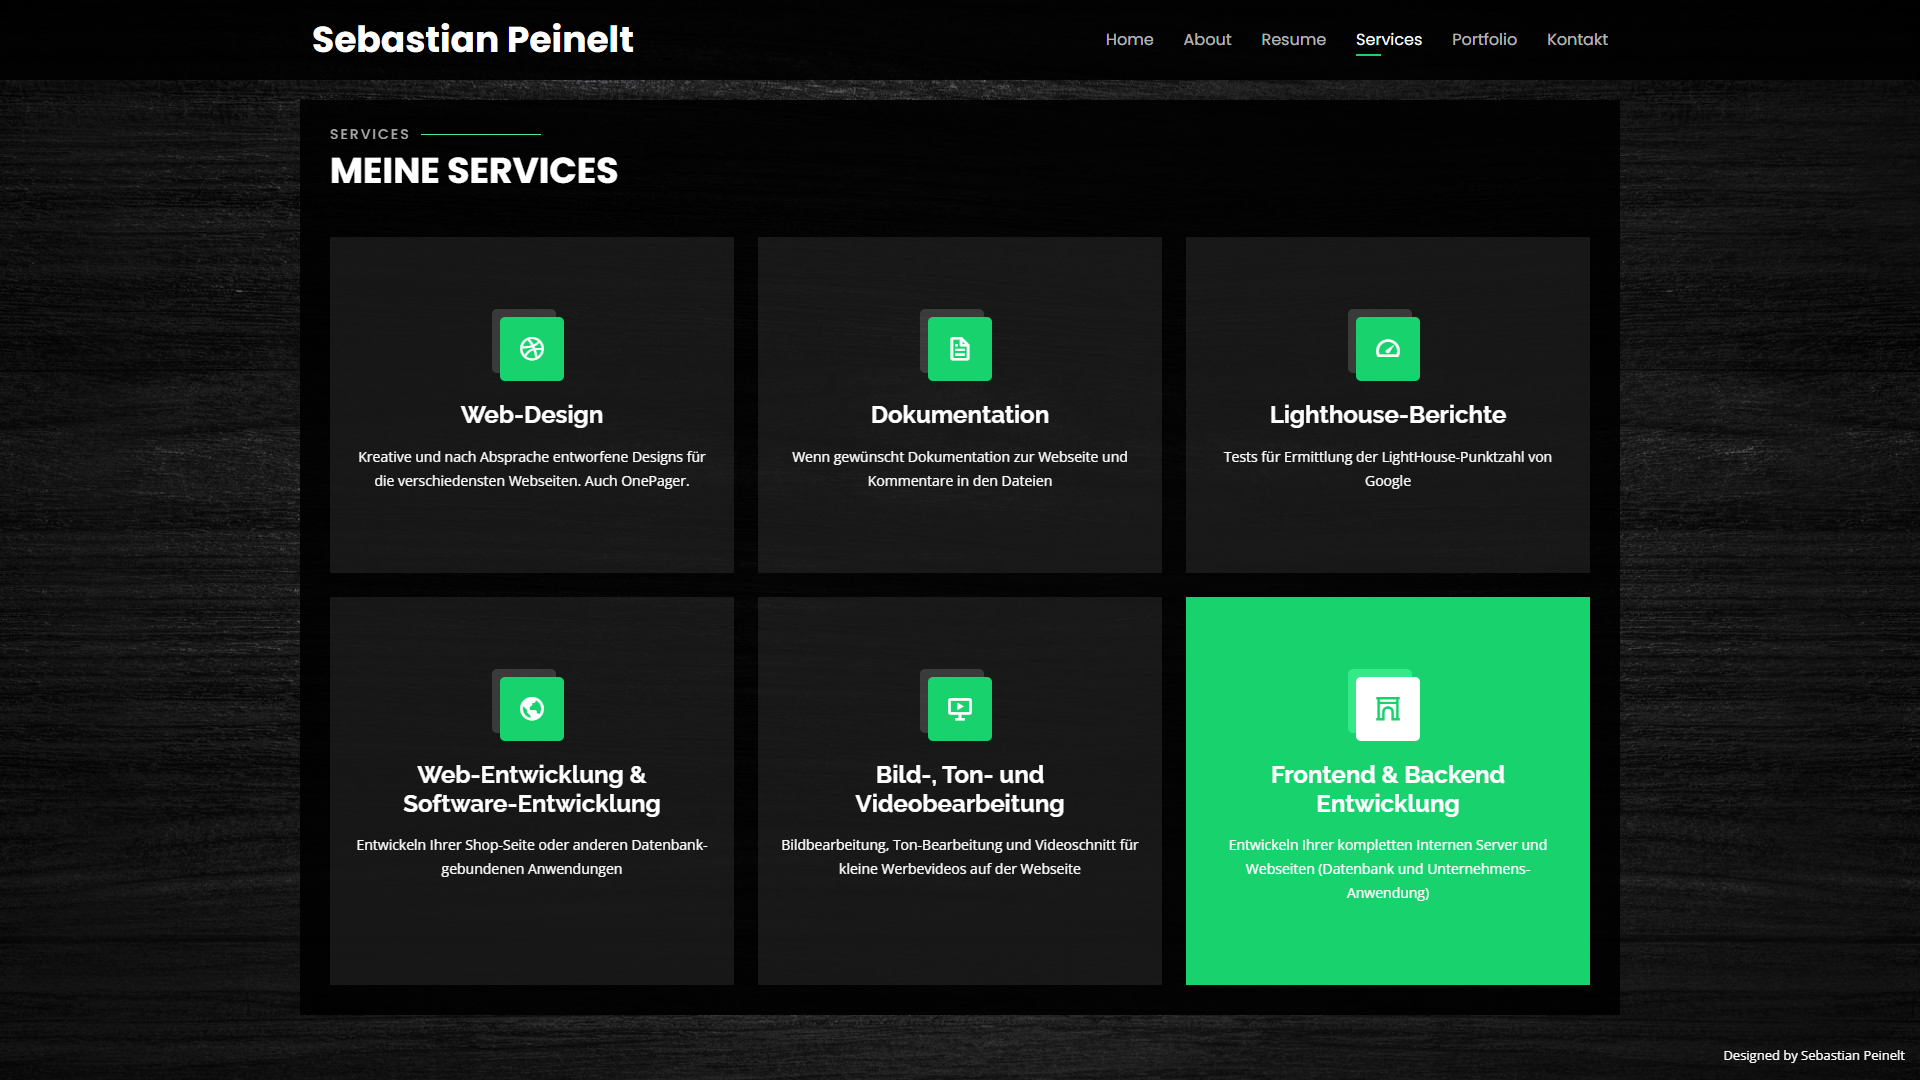 Sebastian Peinelt
Home About Resume Services Portfolio Kontakt
SERVICES
MEINE SERVICES
Web-Design
Kreative und nach Absprache entworfene Designs für
die verschiedensten Webseiten. Auch OnePager.
Dokumentation
Wenn gewünscht Dokumentation zur Webseite und
Kommentare in den Dateien
Lighthouse-Berichte
Tests für Ermittlung der LightHouse-Punktzahl von
Google
Web-Entwicklung &
Software-Entwicklung
Entwickeln Ihrer Shop-Seite oder anderen Datenbank-
gebundenen Anwendungen
Bild-, Ton- und
Videobearbeitung
Bildbearbeitung, Ton-Bearbeitung und Videoschnitt für
kleine Werbevideos auf der Webseite
Frontend & Backend
Entwicklung
Entwickeln Ihrer kompletten Internen Server und
Webseiten (Datenbank und Unternehmens-
Anwendung)
Designed by Sebastian Peinelt